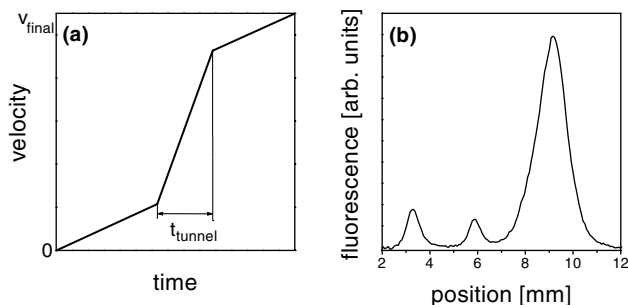 v_final
(a)
velocity
0
t_tunnel
time
(b)
fluorescence [arb. units]
2 4 6 8 10 12
position [mm]